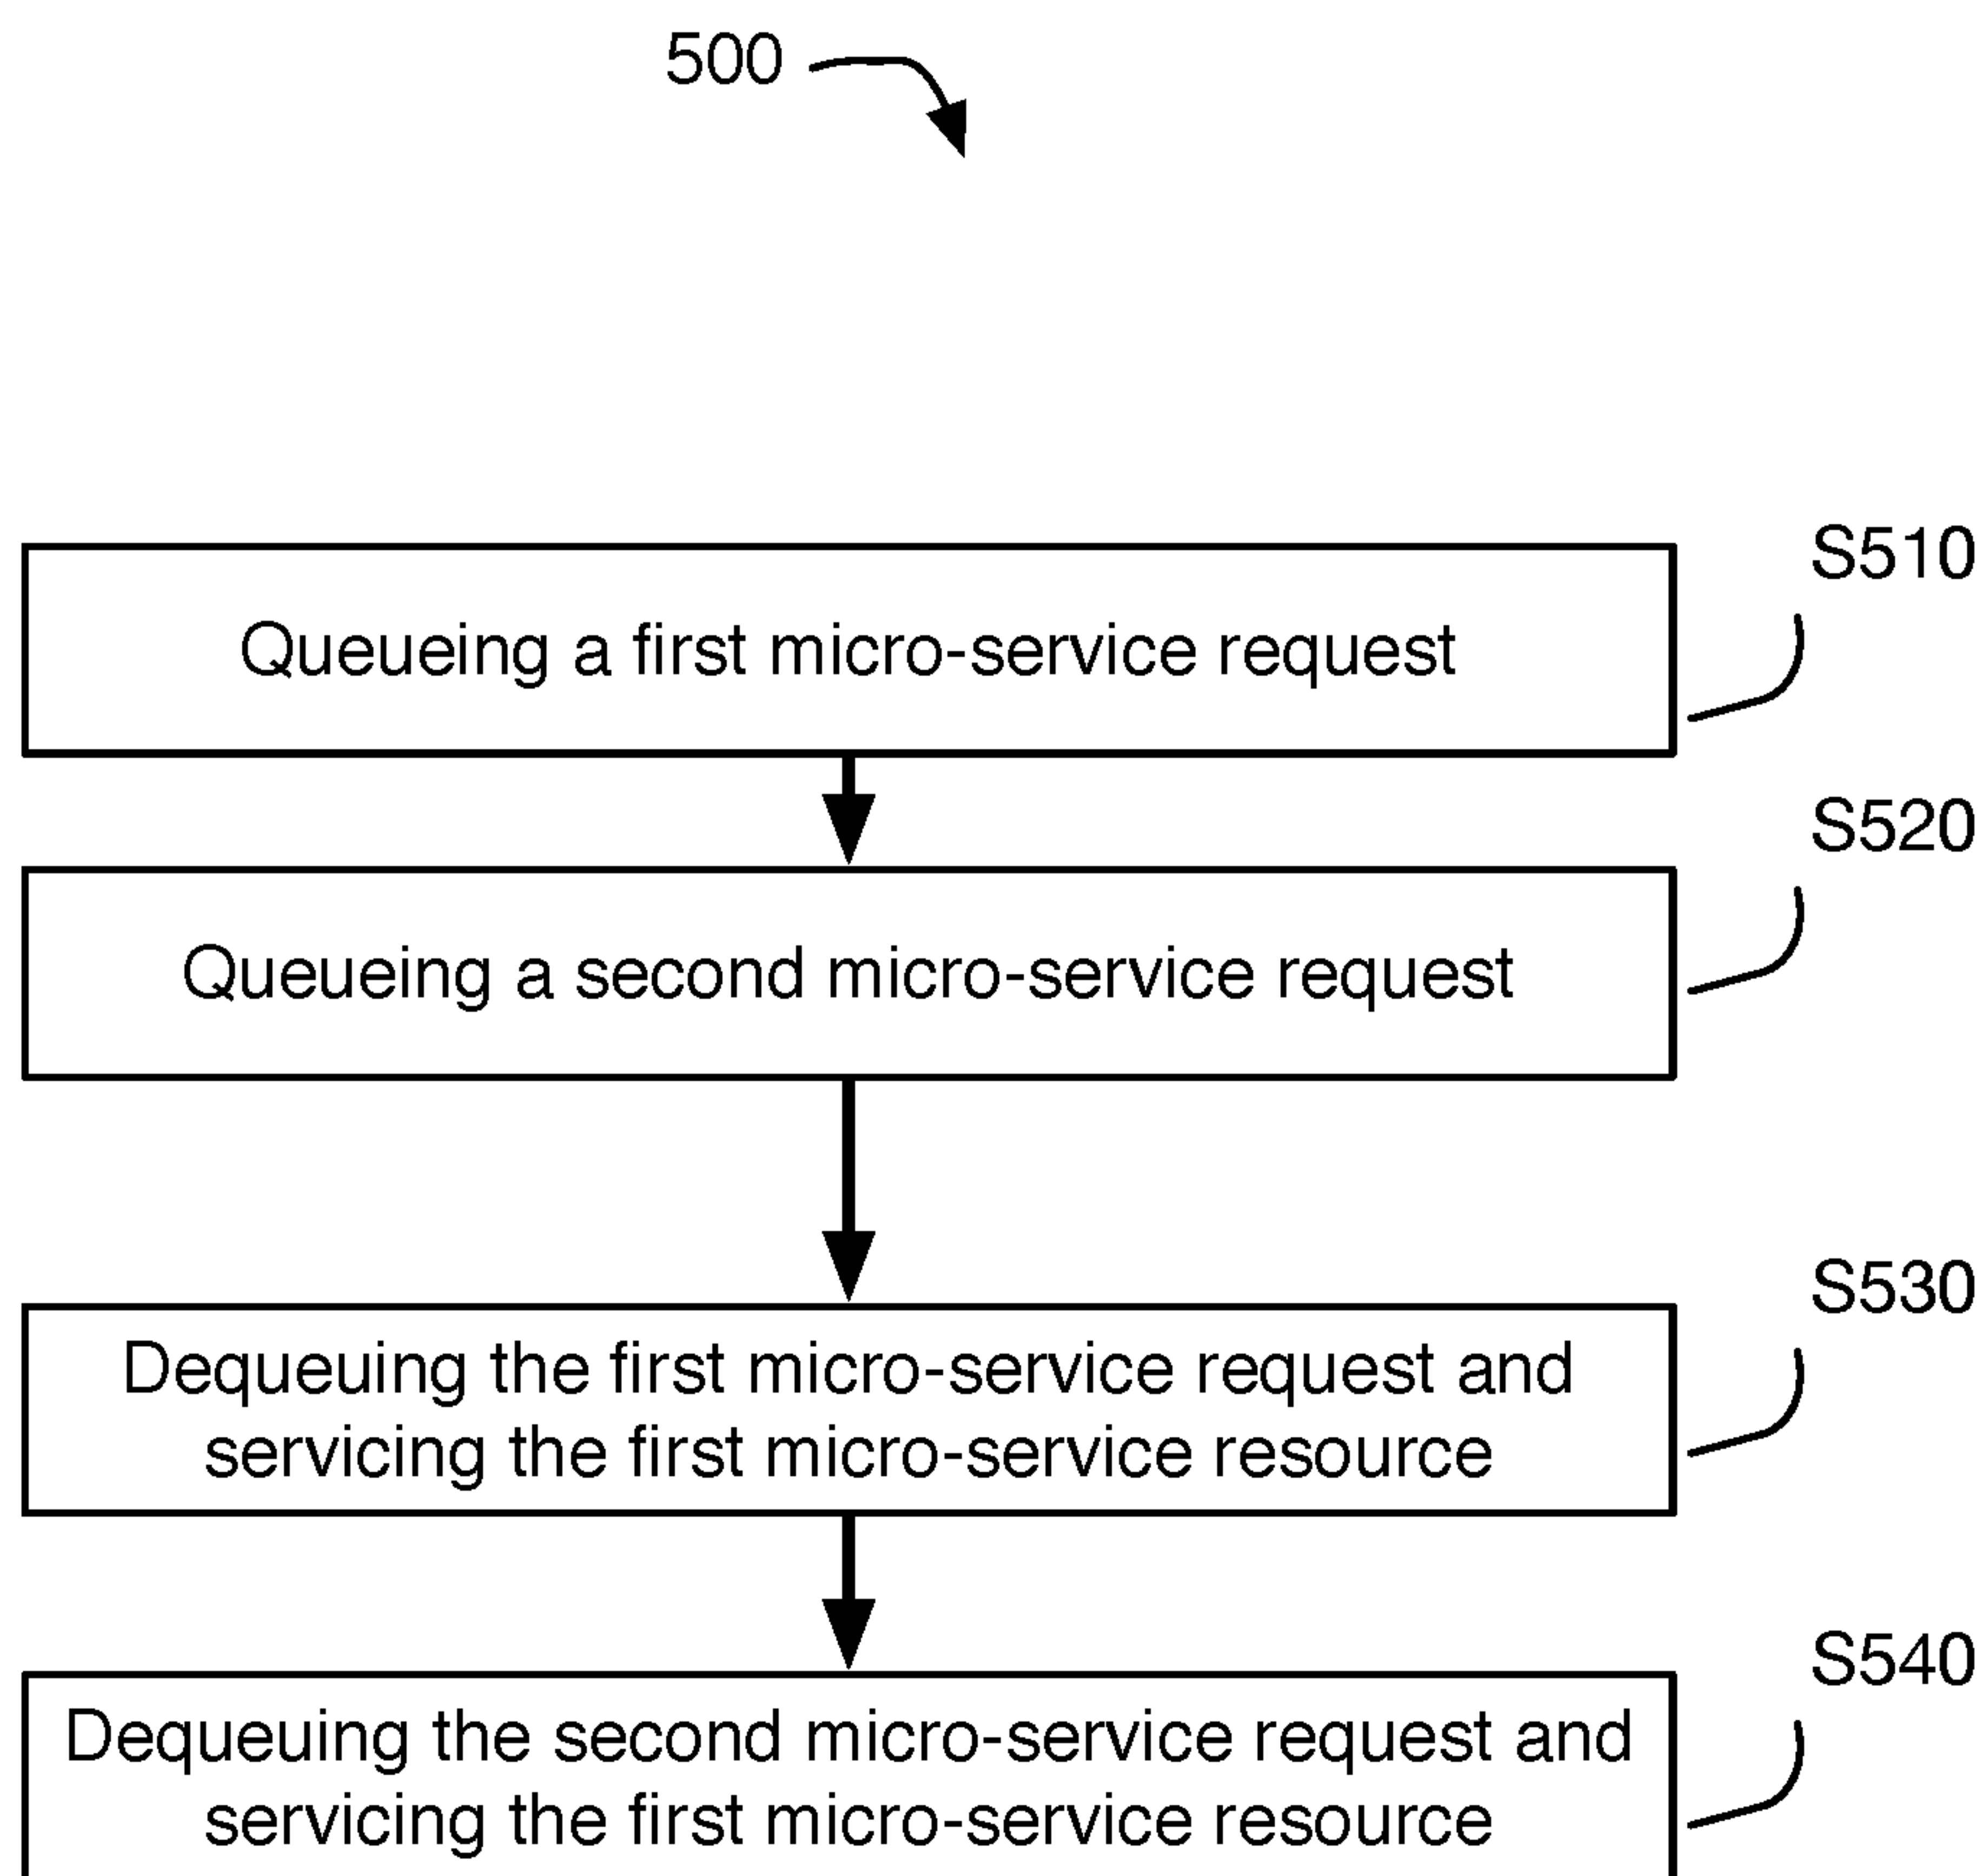 500
S510
Queueing a first micro-service request
S520
Queueing a second micro-service request
S530
Dequeuing the first micro-service request and
servicing the first micro-service resource
S540
Dequeuing the second micro-service request and
servicing the first micro-service resource